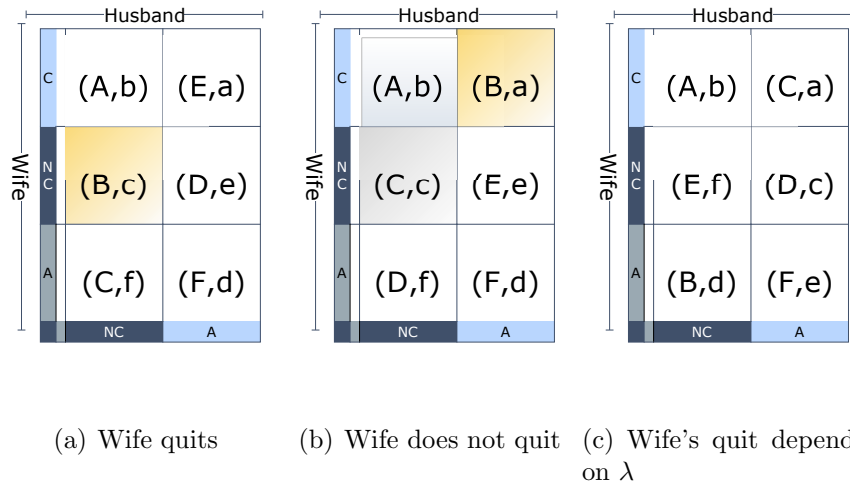 Husband
Wife
C
(A,b)
(E,a)
N
C
(B,c)
(D,e)
A
(C,f)
(F,d)
NC
A
Husband
Wife
C
(A,b)
(B,a)
N
C
(C,c)
(E,e)
A
(D,f)
(F,d)
NC
A
Husband
Wife
C
(A,b)
(C,a)
N
C
(E,f)
(D,c)
A
(B,d)
(F,e)
NC
A
(a) Wife quits
(b) Wife does not quit
(c) Wife's quit depend
on λ